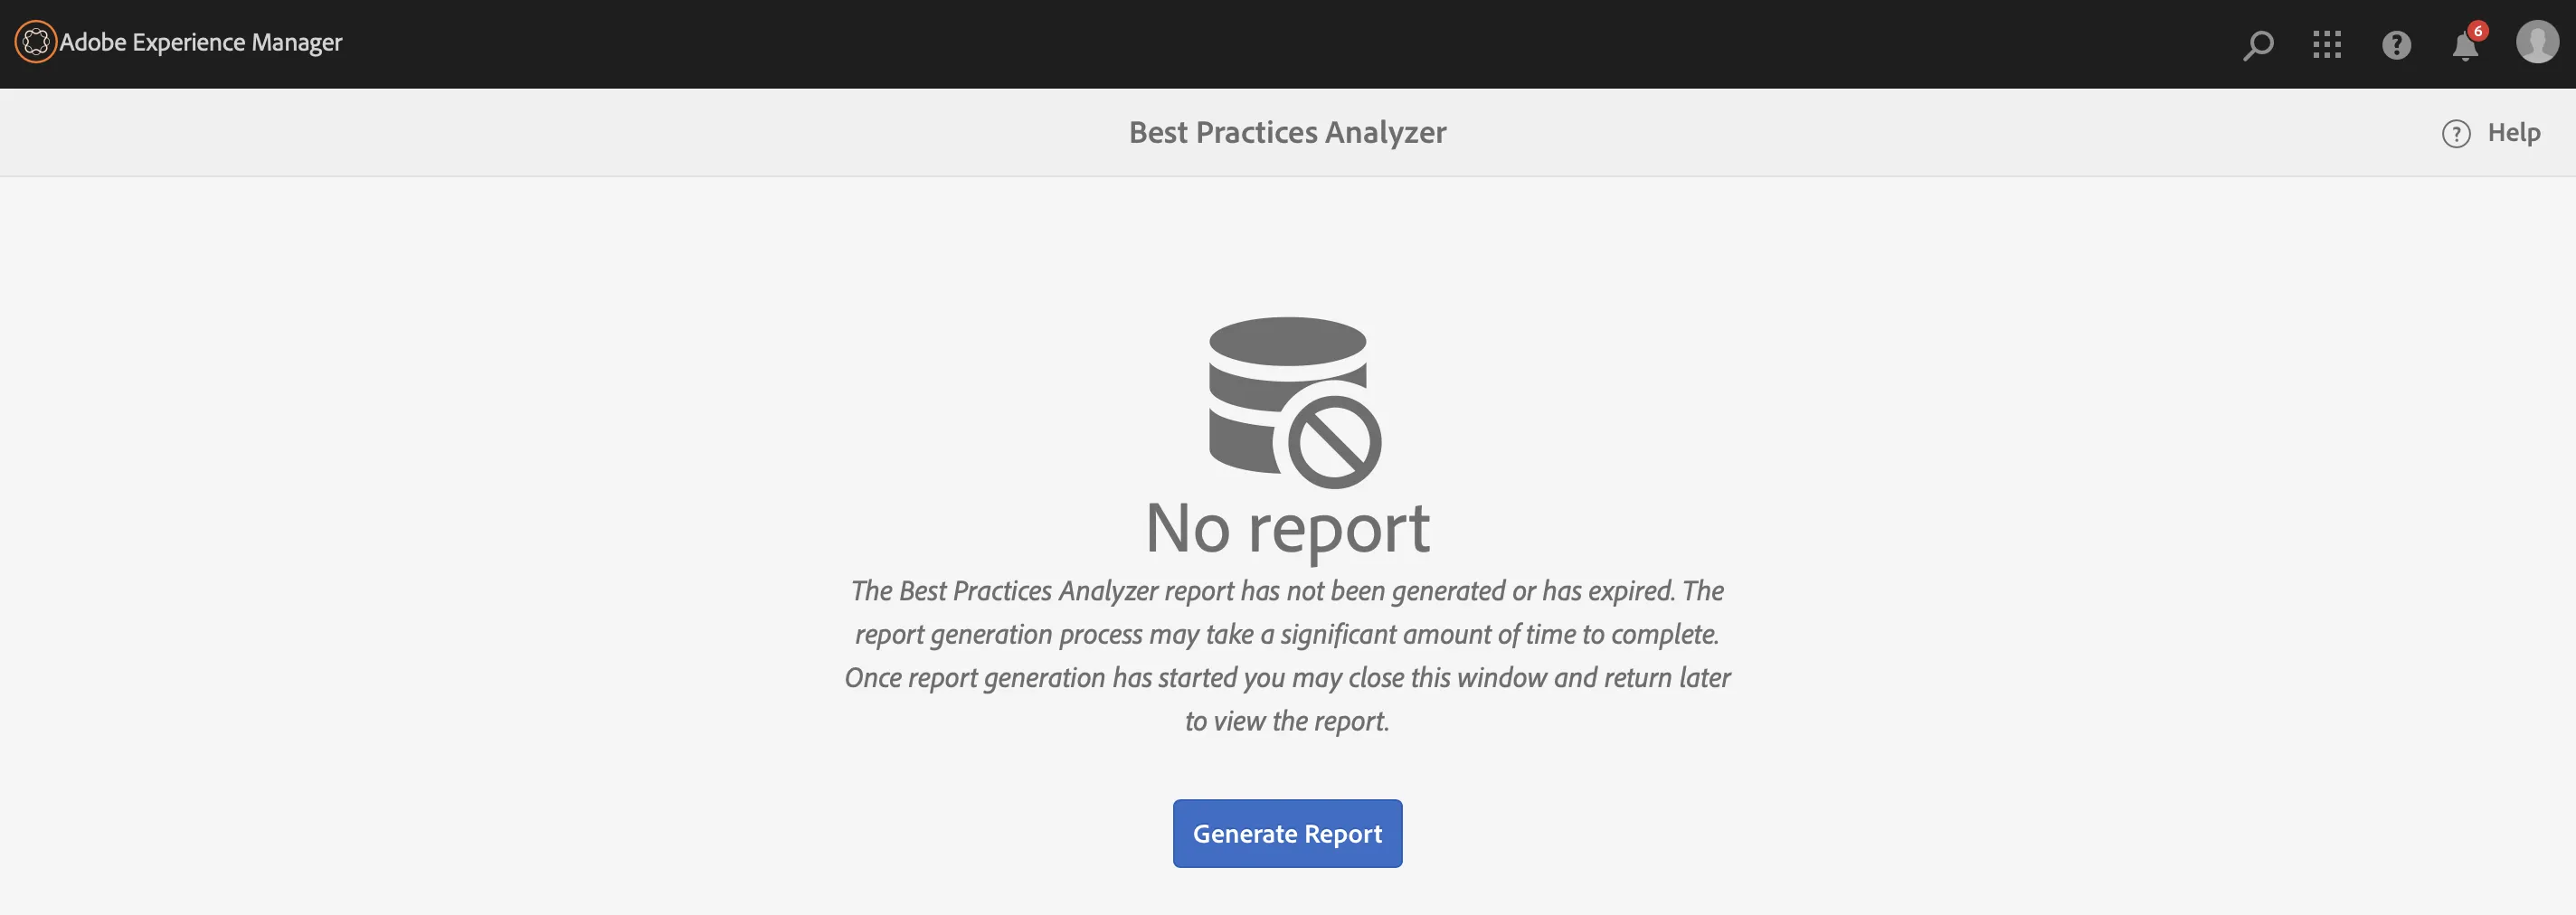 Adobe Experience Manager
6
Best Practices Analyzer
Help
No report
The Best Practices Analyzer report has not been generated or has expired. The
report generation process may take a significant amount of time to complete.
Once report generation has started you may close this window and return later
to view the report.
Generate Report